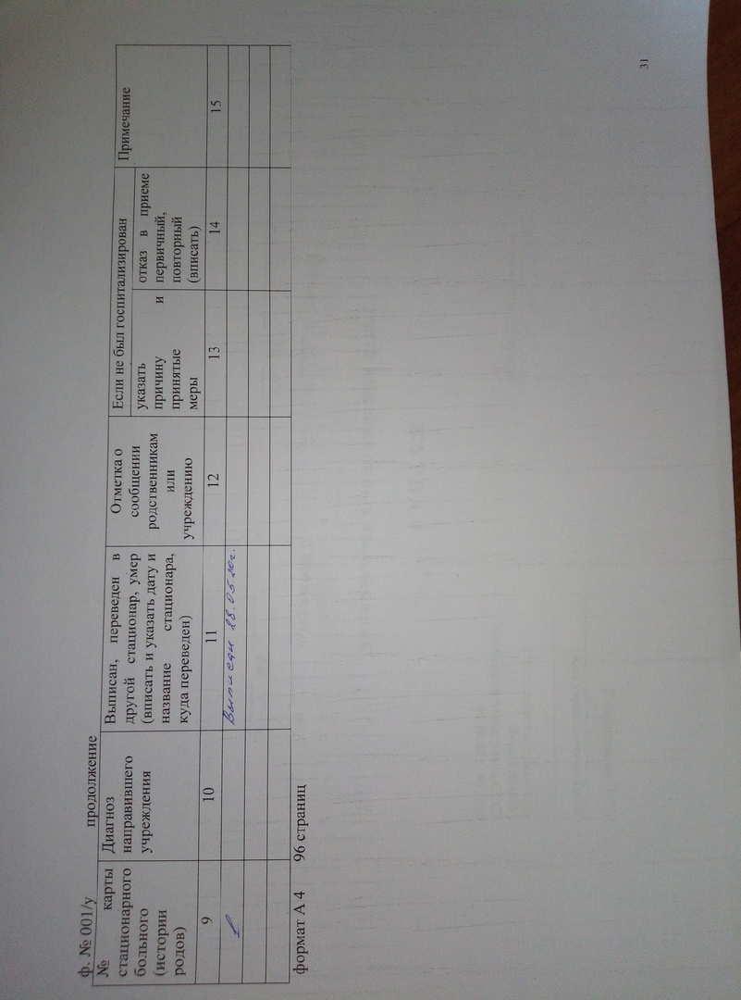 ф. № 001/у
продолжение
№ карты
стационарного
больного
(истории
родов)
Диагноз
направившего
учреждения
Выписан, переведен в
другой стационар, умер
(вписать и указать дату и
название стационара,
куда переведен)
Отметка о
сообщении
родственникам
или
учреждению
Если не был госпитализирован
указать
причину и
принятые
меры
отказ в приеме
первичный,
повторный
(вписать)
Примечание
9 10 11 12 13 14 15
28.05.20г.
формат А 4 96 страниц
31